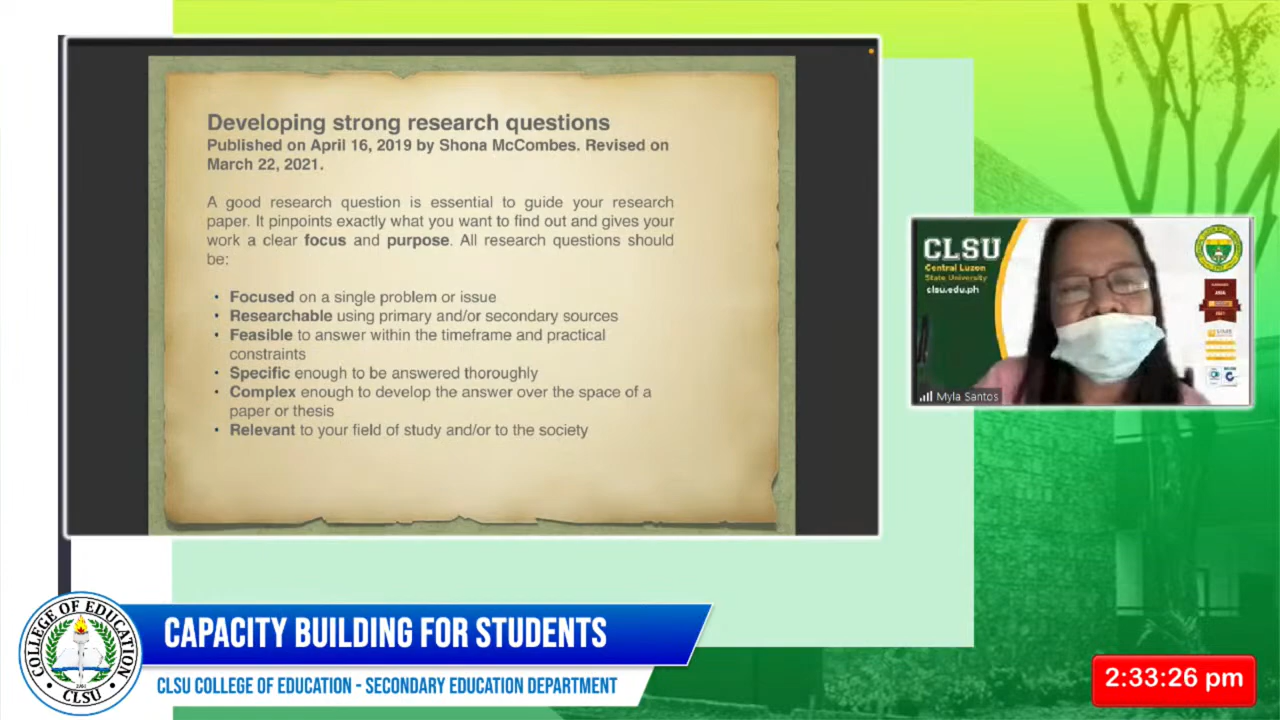 Developing strong research questions
Published on April 16, 2019 by Shona McCombes. Revised on
March 22, 2021.
A good research question is essential to guide your research
paper. It pinpoints exactly what you want to find out and gives your
work a clear focus and purpose. All research questions should
be:
• Focused on a single problem or issue
• Researchable using primary and/or secondary sources
• Feasible to answer within the timeframe and practical
constraints
• Specific enough to be answered thoroughly
• Complex enough to develop the answer over the space of a
paper or thesis
• Relevant to your field of study and/or to the society
CLSU
Central Luzon
State University
clsu.edu.ph
Myla Santos
COLLEGE OF EDUCATION
• CLSU •
CAPACITY BUILDING FOR STUDENTS
CLSU COLLEGE OF EDUCATION - SECONDARY EDUCATION DEPARTMENT
2:33:26 pm